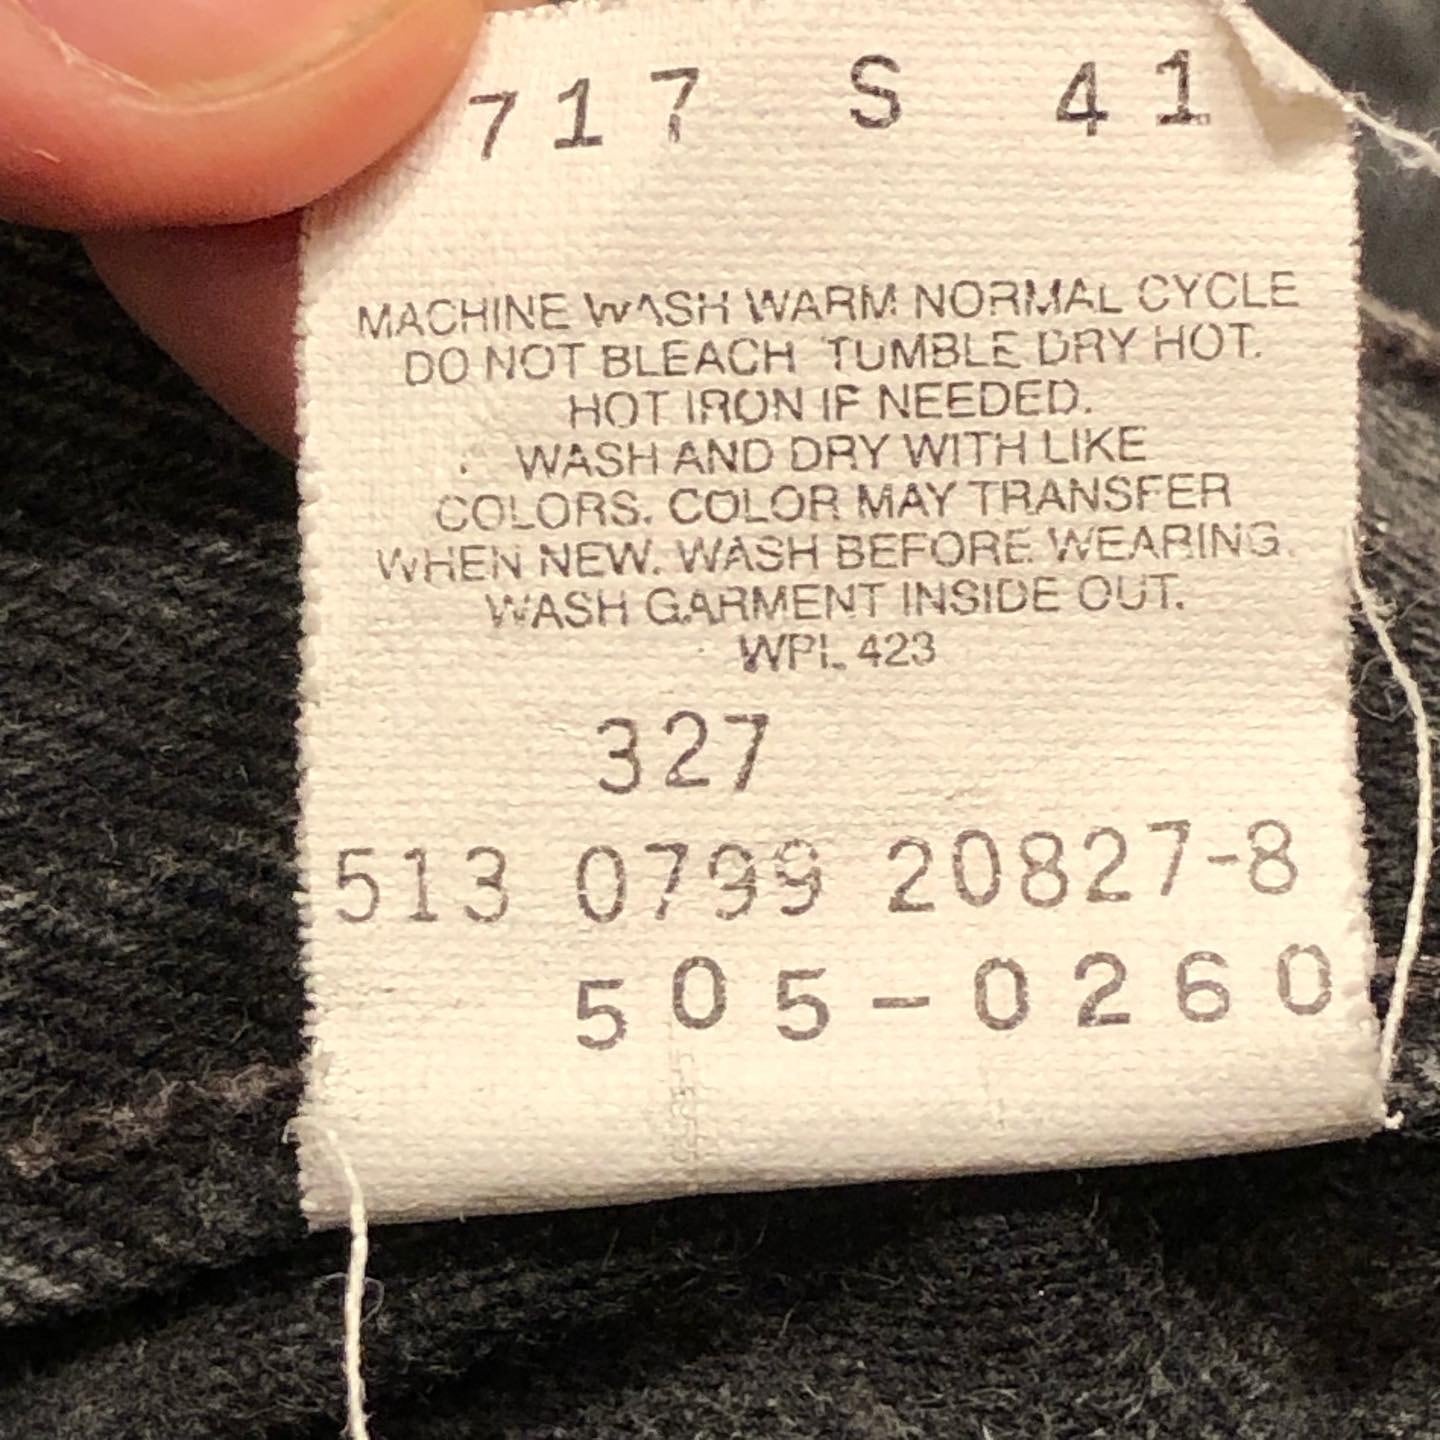 717 S 41
MACHINE WASH WARM NORMAL CYCLE
DO NOT BLEACH TUMBLE DRY HOT.
HOT IRON IF NEEDED.
WASH AND DRY WITH LIKE
COLORS. COLOR MAY TRANSFER
WHEN NEW. WASH BEFORE WEARING.
WASH GARMENT INSIDE OUT.
WPL 423
327
513 0799 20827-8
505-0260